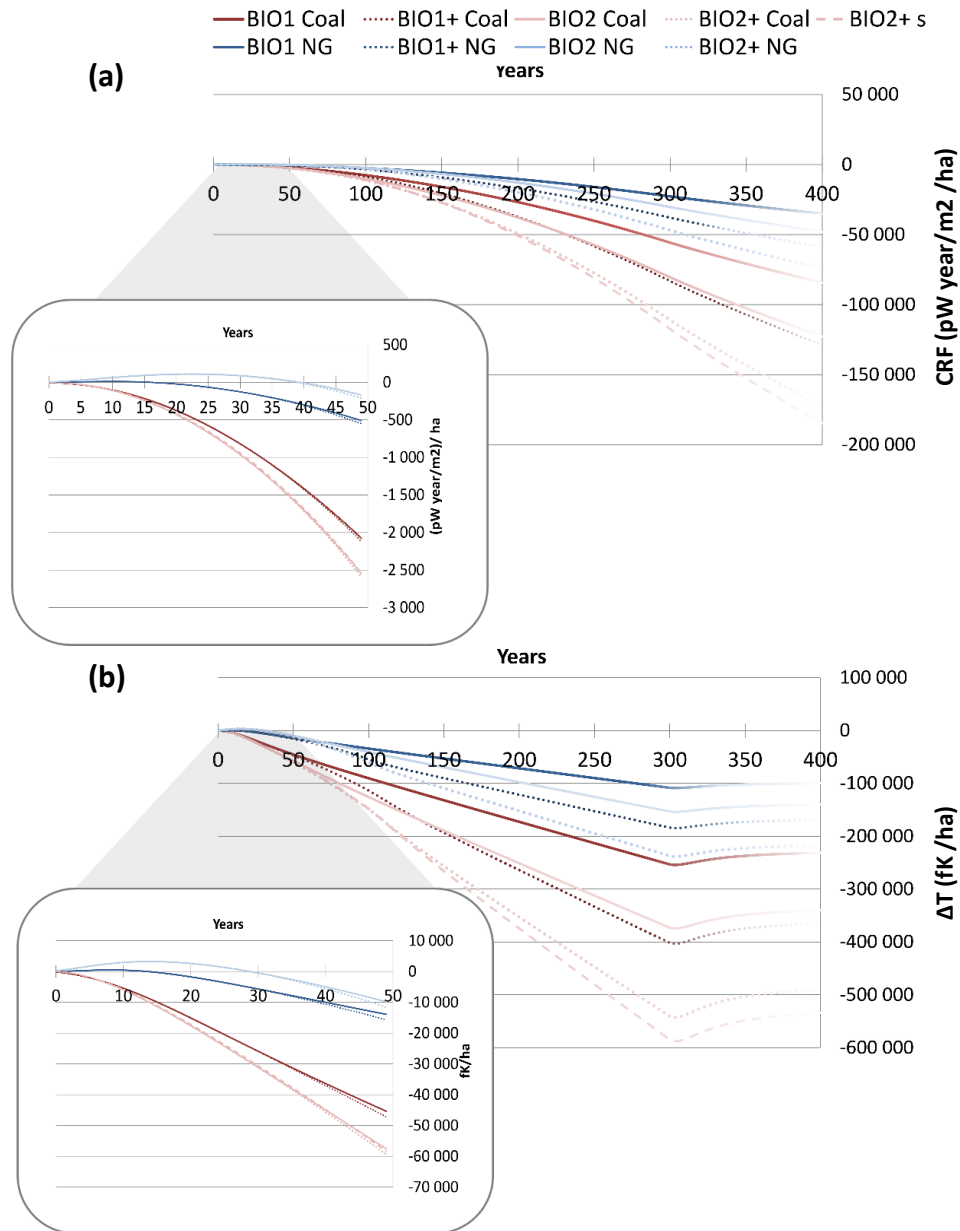 BIO1 Coal BIO1+ Coal BIO2 Coal BIO2+ Coal BIO2+ s
BIO1 NG BIO1+ NG BIO2 NG BIO2+ NG
Years
(a)
50 000
0
-50 000
-100 000
-150 000
-200 000
0 50 100 150 200 250 300 350 400
CRF (pW year/m2 /ha)
Years
500
0
-500
-1 000
-1 500
-2 000
-2 500
-3 000
0 5 10 15 20 25 30 35 40 45 50
(pW year/m2)/ ha
Years
(b)
100 000
0
-100 000
-200 000
-300 000
-400 000
-500 000
-600 000
0 50 100 150 200 250 300 350 400
ΔT (fK /ha)
Years
10 000
0
-10 000
-20 000
-30 000
-40 000
-50 000
-60 000
-70 000
0 10 20 30 40 50
fK/ha